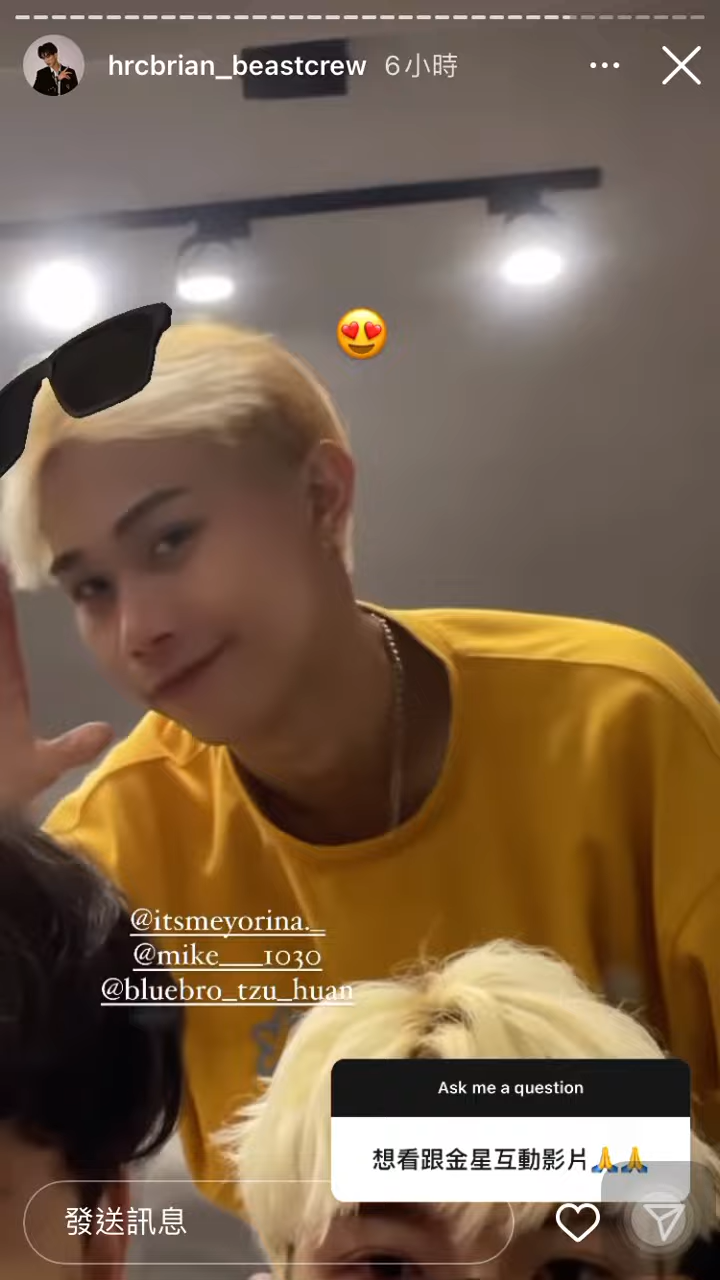 hrcbrian_beastcrew 6小時
@itsmeyorina._
@mike___1030
@bluebro_tzu_huan
Ask me a question
想看跟金星互動影片🙏🙏
發送訊息